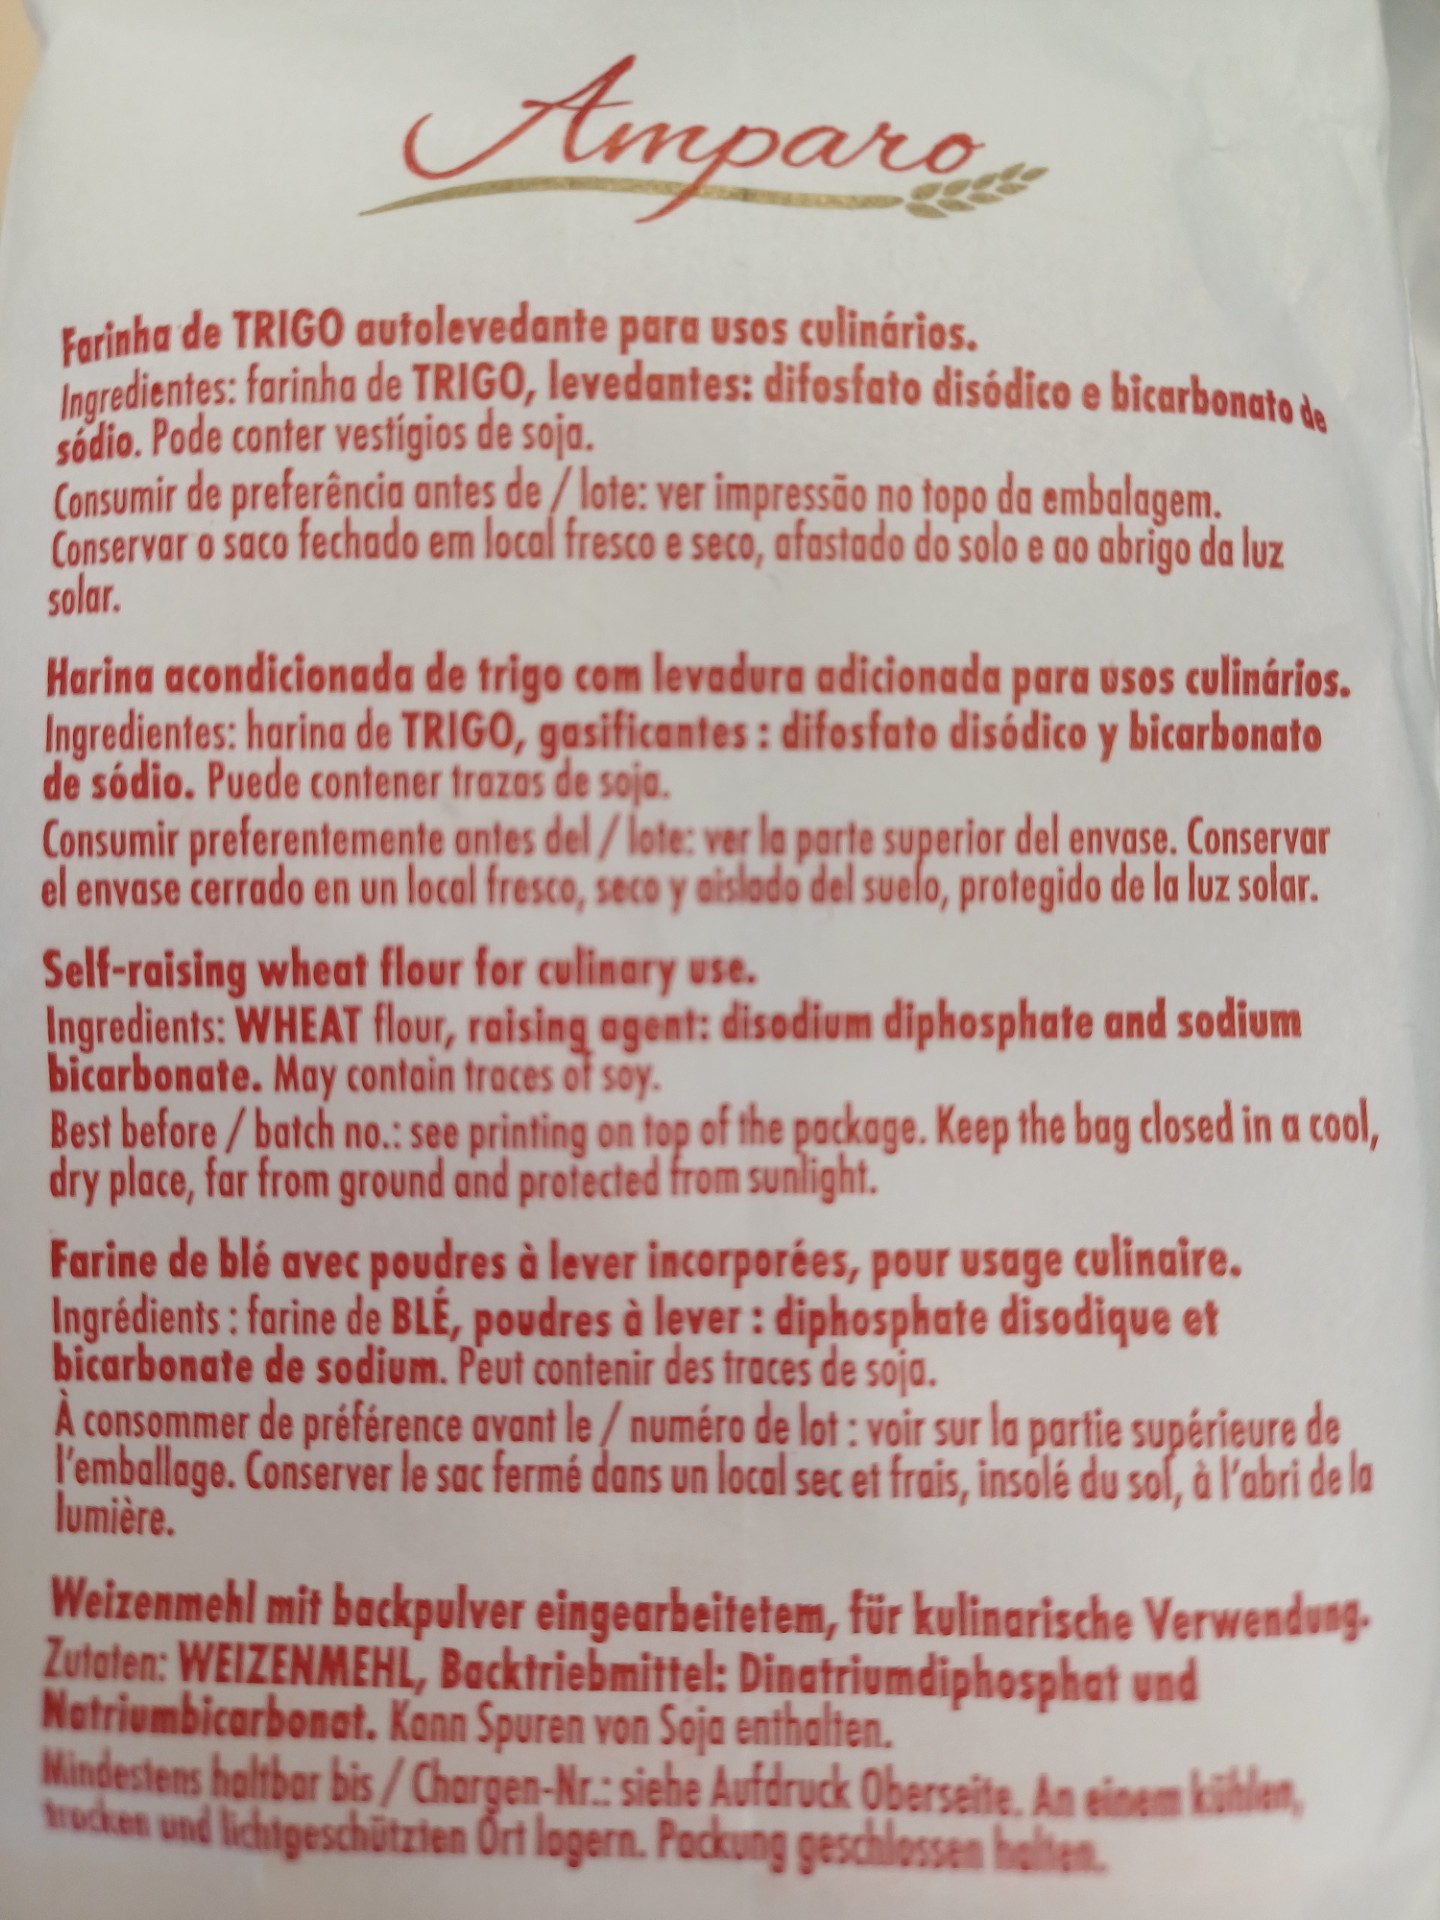 Amparo
Farinha de TRIGO autolevedante para usos culinários.
Ingredientes: farinha de TRIGO, levedantes: difosfato disódico e bicarbonato de
sódio. Pode conter vestígios de soja.
Consumir de preferência antes de / lote: ver impressão no topo da embalagem.
Conservar o saco fechado em local fresco e seco, afastado do solo e ao abrigo da luz
solar.
Harina acondicionada de trigo com levadura adicionada para usos culinários.
Ingredientes: harina de TRIGO, gasificantes : difosfato disódico y bicarbonato
de sódio. Puede contener trazas de soja.
Consumir preferentemente antes del / lote: ver la parte superior del envase. Conservar
el envase cerrado en un local fresco, seco y aislado del suelo, protegido de la luz solar.
Self-raising wheat flour for culinary use.
Ingredients: WHEAT flour, raising agent: disodium diphosphate and sodium
bicarbonate. May contain traces of soy.
Best before / batch no.: see printing on top of the package. Keep the bag closed in a cool,
dry place, far from ground and protected from sunlight.
Farine de blé avec poudres à lever incorporées, pour usage culinaire.
Ingrédients : farine de BLÉ, poudres à lever : diphosphate disodique et
bicarbonate de sodium. Peut contenir des traces de soja.
À consommer de préférence avant le / numéro de lot : voir sur la partie supérieure de
l'emballage. Conserver le sac fermé dans un local sec et frais, insolé du sol, à l'abri de la
lumière.
Weizenmehl mit backpulver eingearbeitetem, für kulinarische Verwendung.
Zutaten: WEIZENMEHL, Backtriebmittel: Dinatriumdiphosphat und
Natriumbicarbonat. Kann Spuren von Soja enthalten.
Mindestens haltbar bis / Chargen-Nr.: siehe Aufdruck Oberseite. An einem kühlen,
trocken und lichtgeschützten Ort lagern. Packung geschlossen halten.